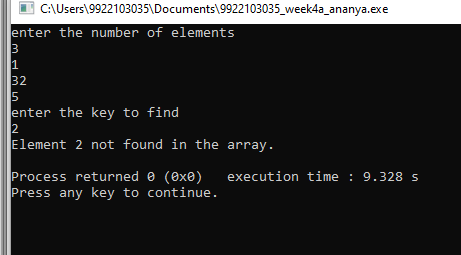 C:\Users\9922103035\Documents\9922103035_week4a_ananya.exe
enter the number of elements
3
1
32
5
enter the key to find
2
Element 2 not found in the array.
Process returned 0 (0x0)   execution time : 9.328 s
Press any key to continue.